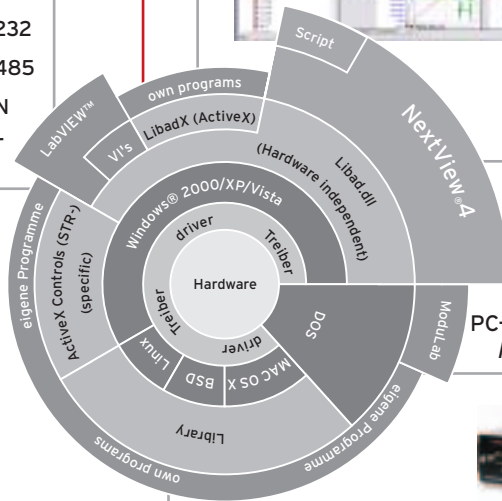 232
485
N
T
Script
NextView®4
LabVIEW™
VI's
own programs
LibadX (ActiveX)
Libad.dll
(Hardware independent)
Windows® 2000/XP/Vista
driver
Treiber
Hardware
Treiber
driver
eigene Programme
ActiveX Controls (STR-)
(specific)
Linux
BSD
MAC OS X
DOS
Library
own programs
eigene Programme
ModuLab
PC-